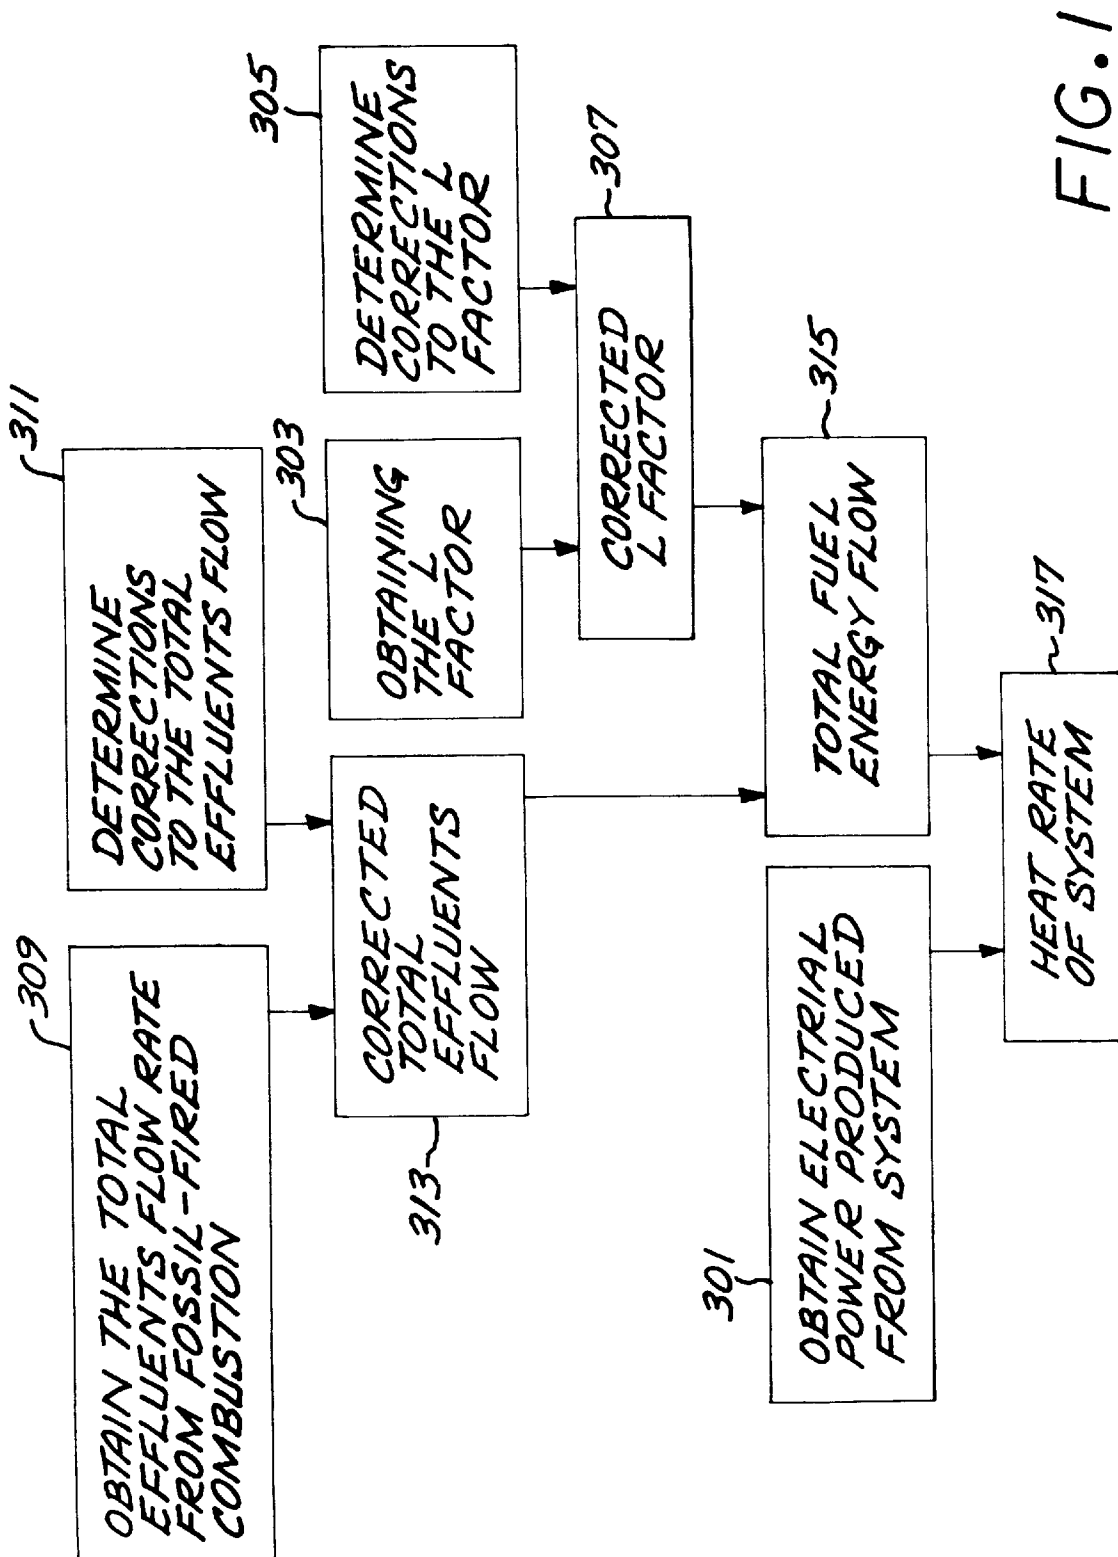 309
OBTAIN THE TOTAL
EFFLUENTS FLOW RATE
FROM FOSSIL-FIRED
COMBUSTION
311
DETERMINE
CORRECTIONS
TO THE TOTAL
EFFLUENTS FLOW
313
CORRECTED
TOTAL
EFFLUENTS
FLOW
303
OBTAINING
THE L
FACTOR
305
DETERMINE
CORRECTIONS
TO THE L
FACTOR
307
CORRECTED
L FACTOR
301
OBTAIN ELECTRIAL
POWER PRODUCED
FROM SYSTEM
315
TOTAL FUEL
ENERGY FLOW
317
HEAT RATE
OF SYSTEM
FIG. 1